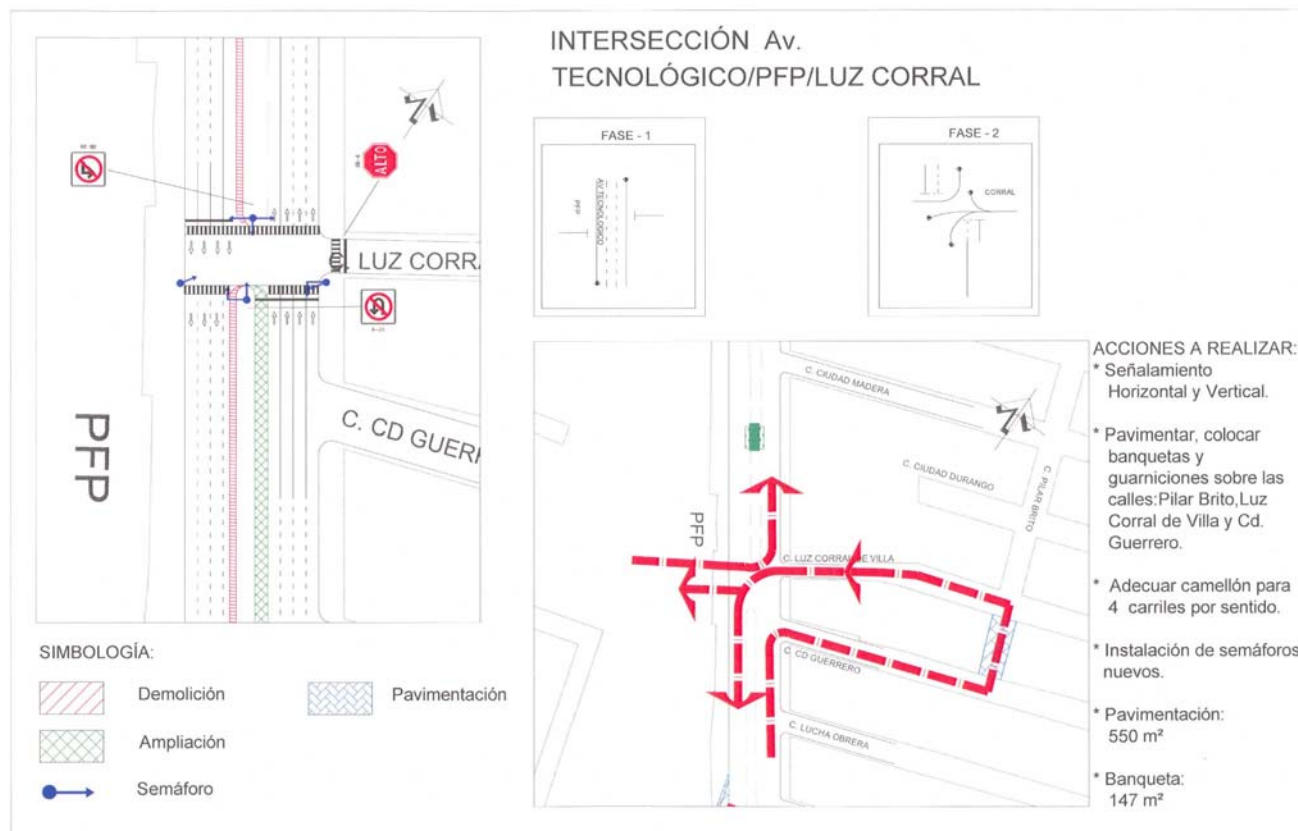 INTERSECCIÓN Av.
TECNOLÓGICO/PFP/LUZ CORRAL
ALTO
C. LUZ CORRA
C. CD GUERR
PFP
FASE - 1
AV. TECNOLOGICO
PFP
FASE - 2
CORRAL
C. CIUDAD MADERA
C. CIUDAD DURANGO
C. PILAR BRITO
PFP
C. LUZ CORRAL DE VILLA
C. CD GUERRERO
C. LUCHA OBRERA
ACCIONES A REALIZAR:
* Señalamiento
Horizontal y Vertical.
* Pavimentar, colocar
banquetas y
guarniciones sobre las
calles:Pilar Brito,Luz
Corral de Villa y Cd.
Guerrero.
* Adecuar camellón para
4 carriles por sentido.
* Instalación de semáforos
nuevos.
* Pavimentación:
550 m²
* Banqueta:
147 m²
SIMBOLOGÍA:
Demolición
Pavimentación
Ampliación
Semáforo